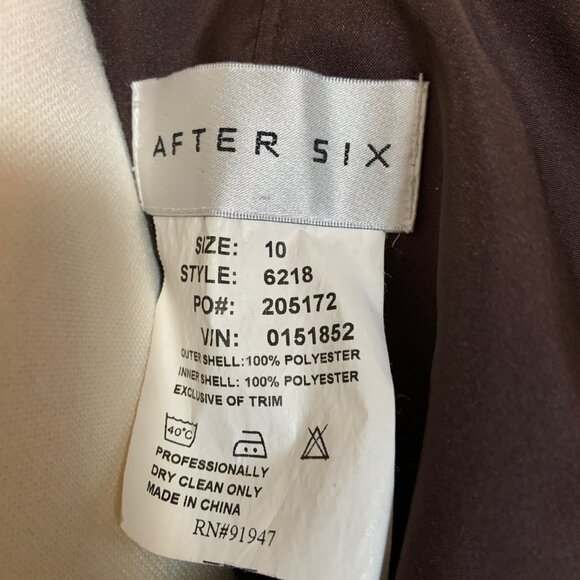 AFTER SIX
SIZE: 10
STYLE: 6218
PO#: 205172
VIN: 0151852
OUTER SHELL:100% POLYESTER
INNER SHELL: 100% POLYESTER
EXCLUSIVE OF TRIM
40°C
PROFESSIONALLY
DRY CLEAN ONLY
MADE IN CHINA
RN#91947